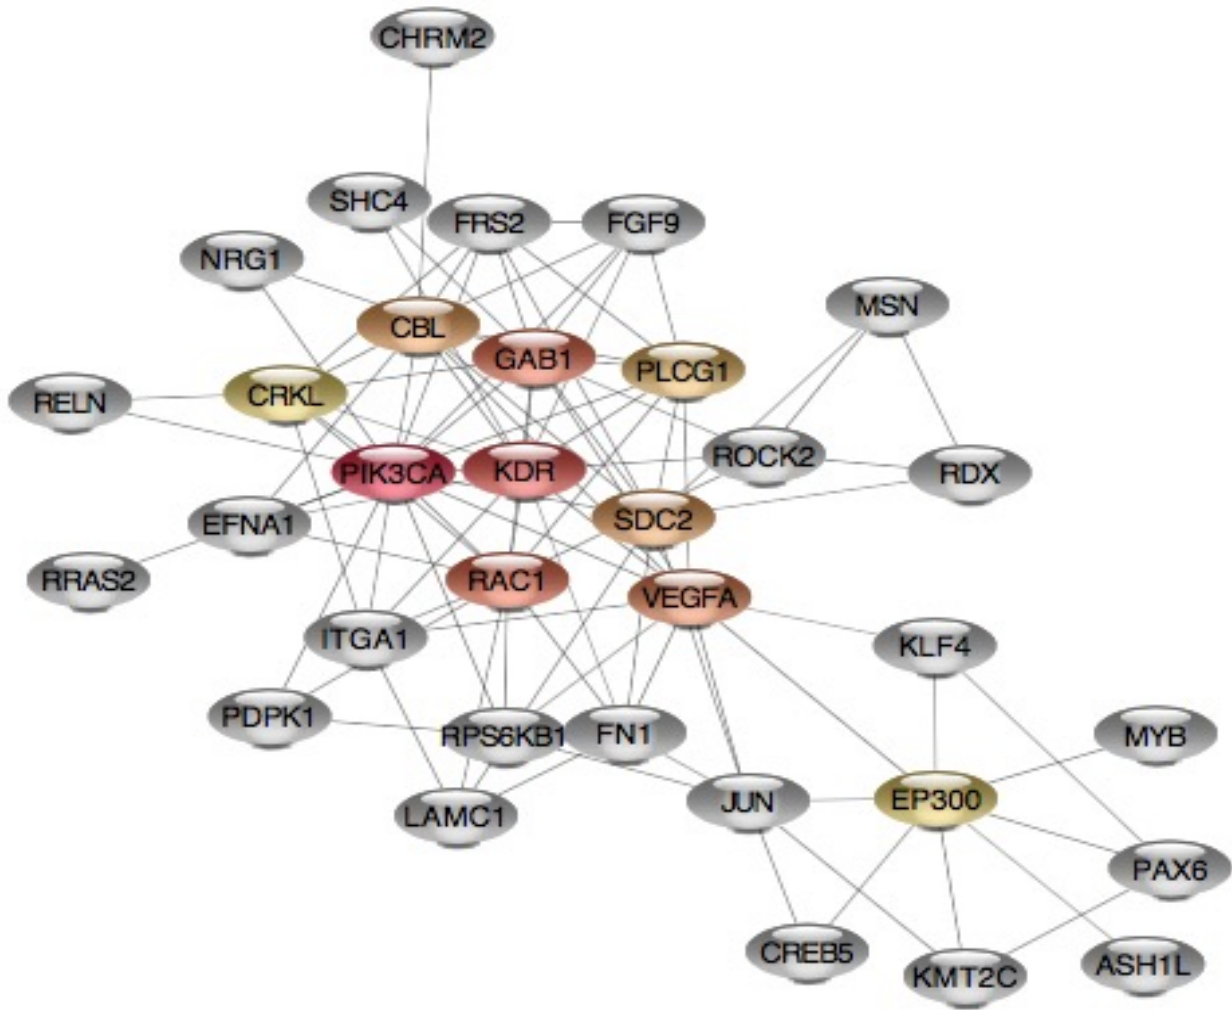 CHRM2
SHC4
FRS2
FGF9
NRG1
MSN
CBL
GAB1
PLCG1
CRKL
RELN
PIK3CA
KDR
ROCK2
RDX
EFNA1
SDC2
RRAS2
RAC1
VEGFA
ITGA1
KLF4
PDPK1
RPS6KB1
FN1
MYB
LAMC1
JUN
EP300
PAX6
CREB5
KMT2C
ASH1L